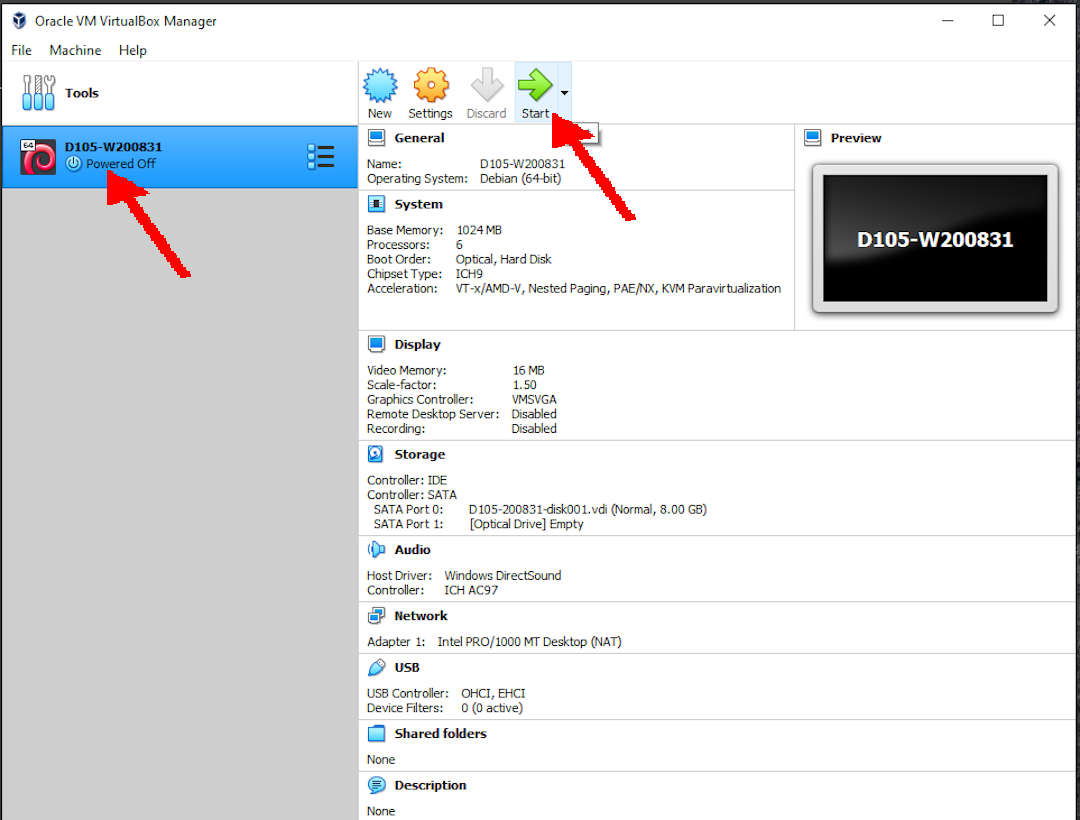 Oracle VM VirtualBox Manager
File Machine Help
Tools
New Settings Discard Start
64
D105-W200831
Powered Off
General
Name: D105-W200831
Operating System: Debian (64-bit)
Preview
D105-W200831
System
Base Memory: 1024 MB
Processors: 6
Boot Order: Optical, Hard Disk
Chipset Type: ICH9
Acceleration: VT-x/AMD-V, Nested Paging, PAE/NX, KVM Paravirtualization
Display
Video Memory: 16 MB
Scale-factor: 1.50
Graphics Controller: VMSVGA
Remote Desktop Server: Disabled
Recording: Disabled
Storage
Controller: IDE
Controller: SATA
SATA Port 0: D105-200831-disk001.vdi (Normal, 8.00 GB)
SATA Port 1: [Optical Drive] Empty
Audio
Host Driver: Windows DirectSound
Controller: ICH AC97
Network
Adapter 1: Intel PRO/1000 MT Desktop (NAT)
USB
USB Controller: OHCI, EHCI
Device Filters: 0 (0 active)
Shared folders
None
Description
None